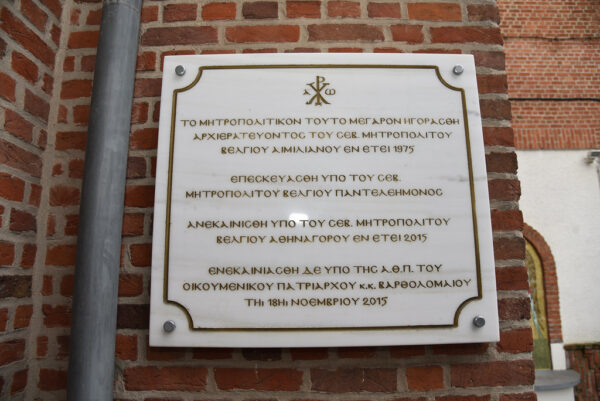 Α ☧ Ω
ΤΟ ΜΗΤΡΟΠΟΛΙΤΙΚΟΝ ΤΟΥΤΟ ΜΕΓΑΡΟΝ ΗΓΟΡΑΣΘΗ
ΑΡΧΙΕΡΑΤΕΥΟΝΤΟΣ ΤΟΥ ΣΕΒ. ΜΗΤΡΟΠΟΛΙΤΟΥ
ΒΕΛΓΙΟΥ ΑΙΜΙΛΙΑΝΟΥ ΕΝ ΕΤΕΙ 1975
ΕΠΕΣΚΕΥΑΣΘΗ ΥΠΟ ΤΟΥ ΣΕΒ.
ΜΗΤΡΟΠΟΛΙΤΟΥ ΒΕΛΓΙΟΥ ΠΑΝΤΕΛΕΗΜΟΝΟΣ
ΑΝΕΚΑΙΝΙΣΘΗ ΥΠΟ ΤΟΥ ΣΕΒ. ΜΗΤΡΟΠΟΛΙΤΟΥ
ΒΕΛΓΙΟΥ ΑΘΗΝΑΓΟΡΟΥ ΕΝ ΕΤΕΙ 2015
ΕΝΕΚΑΙΝΙΑΣΘΗ ΔΕ ΥΠΟ ΤΗΣ Α.Θ.Π. ΤΟΥ
ΟΙΚΟΥΜΕΝΙΚΟΥ ΠΑΤΡΙΑΡΧΟΥ κ.κ. ΒΑΡΘΟΛΟΜΑΙΟΥ
ΤΗι 18Ηι ΝΟΕΜΒΡΙΟΥ 2015